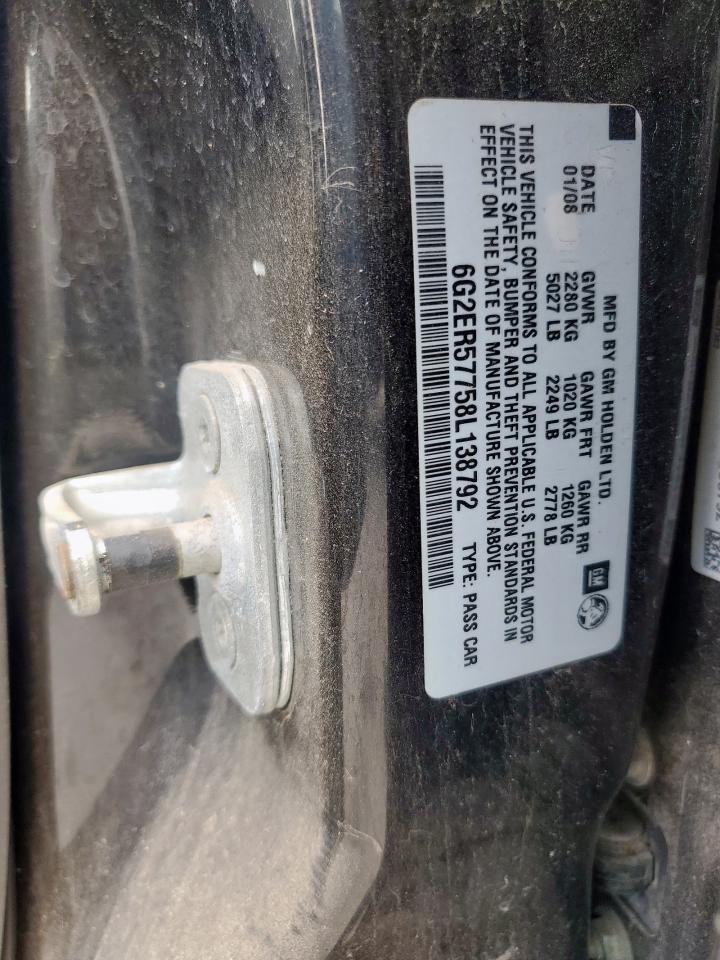 MFD BY GM HOLDEN LTD.
GM
DATE GVWR GAWR FRT GAWR RR
01/08 2280 KG 1020 KG 1260 KG
5027 LB 2249 LB 2778 LB
THIS VEHICLE CONFORMS TO ALL APPLICABLE U.S. FEDERAL MOTOR
VEHICLE SAFETY, BUMPER AND THEFT PREVENTION STANDARDS IN
EFFECT ON THE DATE OF MANUFACTURE SHOWN ABOVE.
6G2ER57758L138792 TYPE: PASS CAR